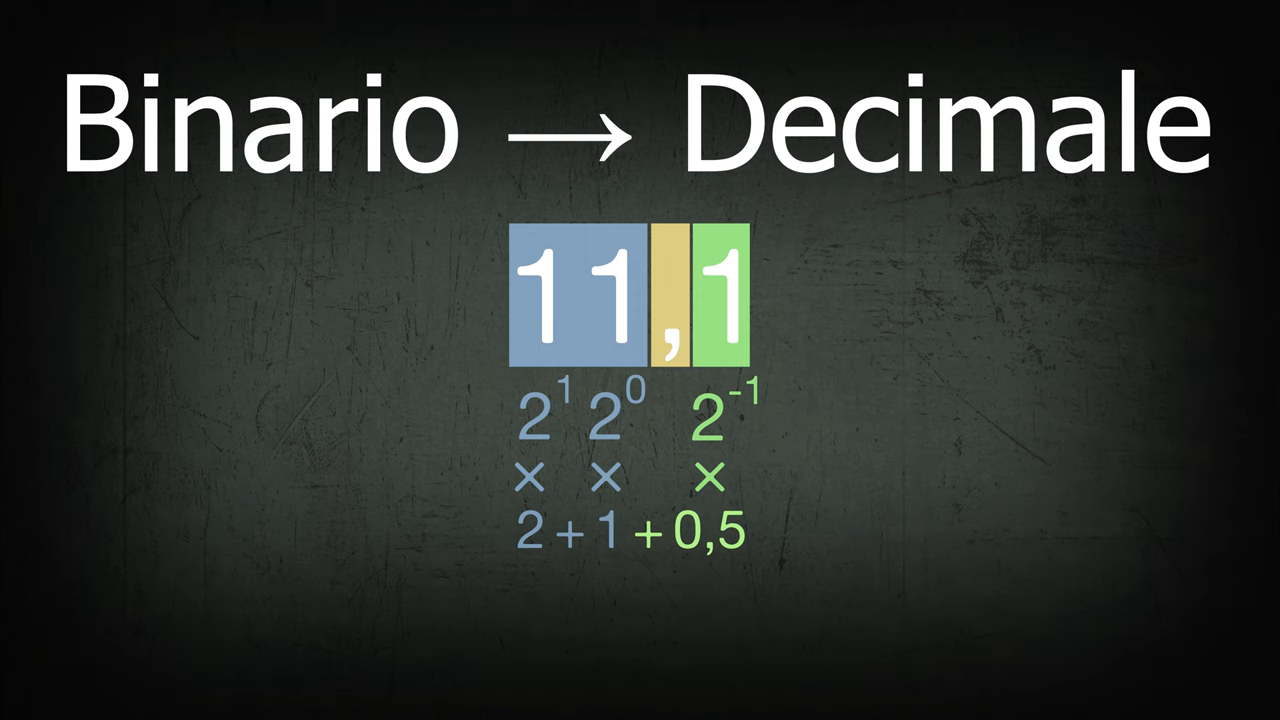 Binario → Decimale
11,1
2¹ 2⁰ 2⁻¹
× × ×
2 + 1 + 0,5